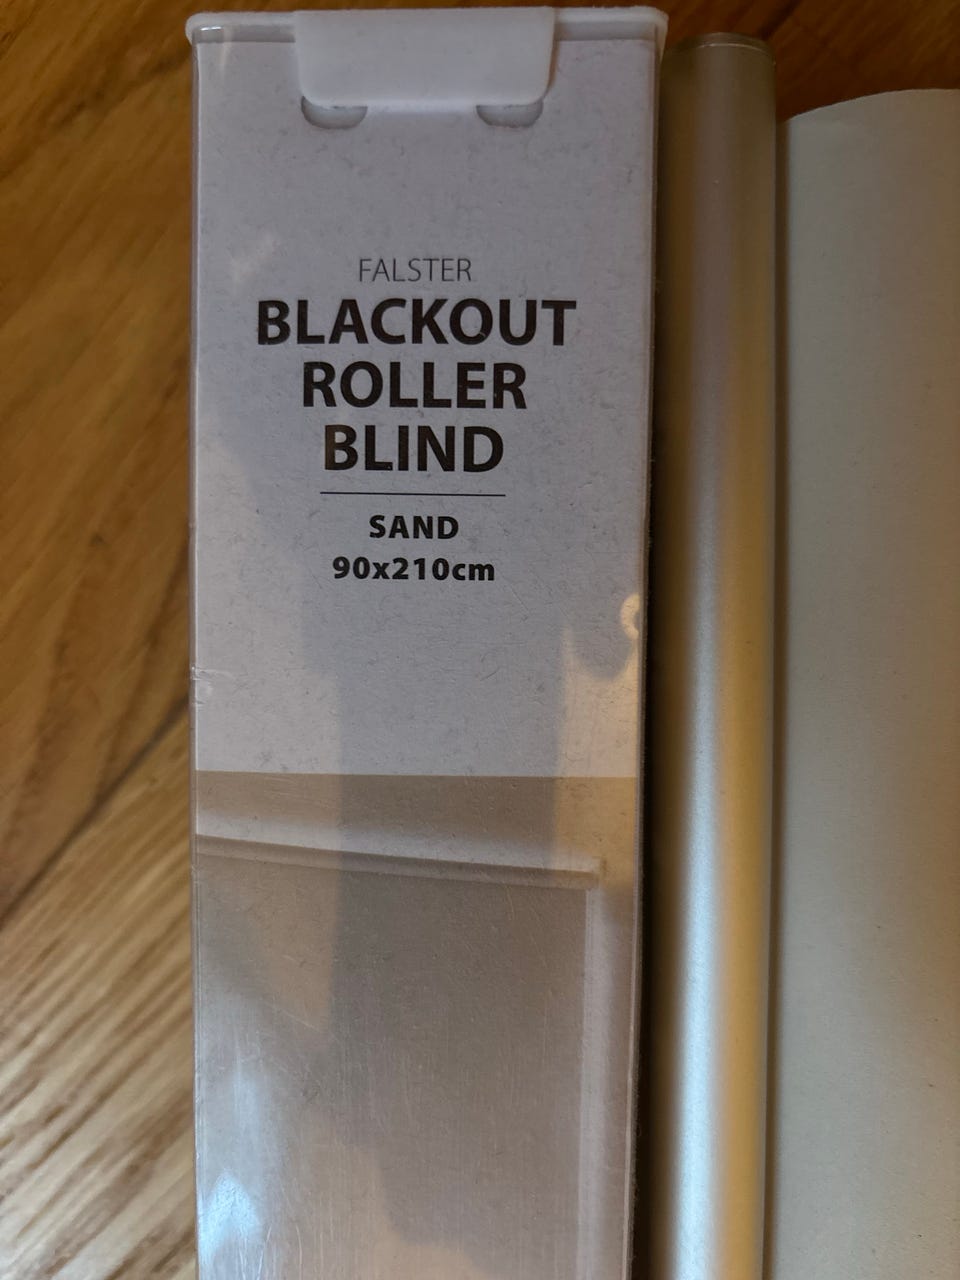 FALSTER
BLACKOUT
ROLLER
BLIND
SAND
90x210cm